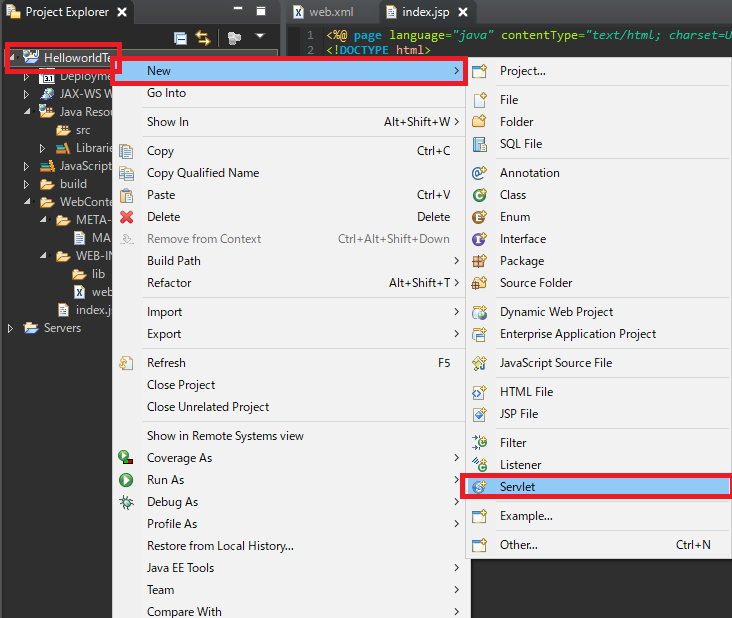 Project Explorer
web.xml
index.jsp
1 <%@ page language="java" contentType="text/html; charset=U
2 <!DOCTYPE html>
HelloworldTe
Deployme
JAX-WS W
Java Resou
src
Librarie
JavaScript
build
WebConte
META-
MA
WEB-IN
lib
web
index.j
Servers
New
Go Into
Show In Alt+Shift+W
Copy Ctrl+C
Copy Qualified Name
Paste Ctrl+V
Delete Delete
Remove from Context Ctrl+Alt+Shift+Down
Build Path
Refactor Alt+Shift+T
Import
Export
Refresh F5
Close Project
Close Unrelated Project
Show in Remote Systems view
Coverage As
Run As
Debug As
Profile As
Restore from Local History...
Java EE Tools
Team
Compare With
Project...
File
Folder
SQL File
Annotation
Class
Enum
Interface
Package
Source Folder
Dynamic Web Project
Enterprise Application Project
JavaScript Source File
HTML File
JSP File
Filter
Listener
Servlet
Example...
Other... Ctrl+N